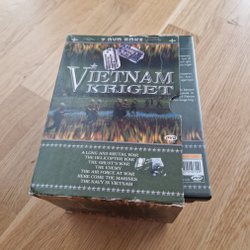 VIETNAM
KRIGET
A LONG AND BRUTAL WAR
THE HELICOPTER WAR
THE GRUNT'S WAR
THE ENEMY
THE AIR FORCE AT WAR
HERE COME THE MARINES
THE NAVY IN VIETNAM